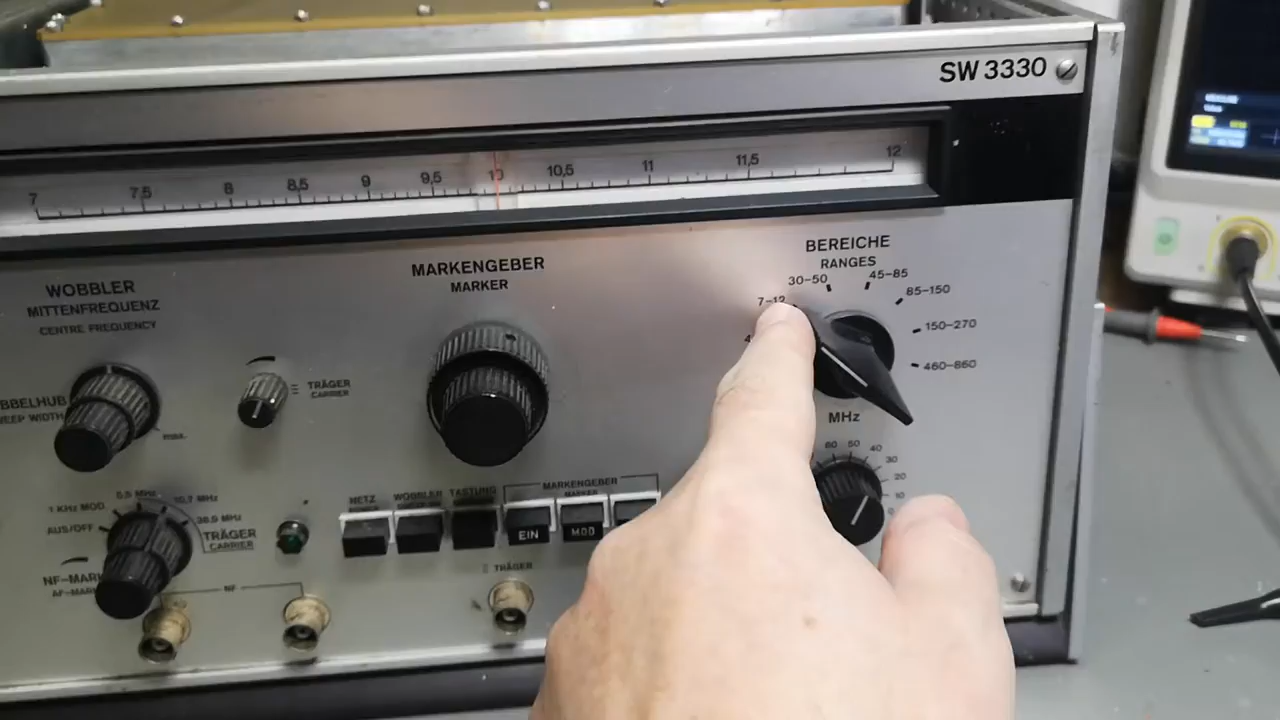 SW 3330
7 7,5 8 8,5 9 9,5 10 10,5 11 11,5 12
BEREICHE
RANGES
7-12
30-50
45-85
85-150
150-270
460-860
MHz
MARKENGEBER
MARKER
WOBBLER
MITTENFREQUENZ
CENTRE FREQUENCY
TRÄGER
CARRIER
60 50 40 30 20 10
0,5 MHz
10,7 MHz
1 KHz MOD.
38,9 MHz
AUS/OFF
TRÄGER
CARRIER
NETZ
WOBBLER
TASTUNG
MARKENGEBER
MARKER
EIN
MOD
NF
TRÄGER